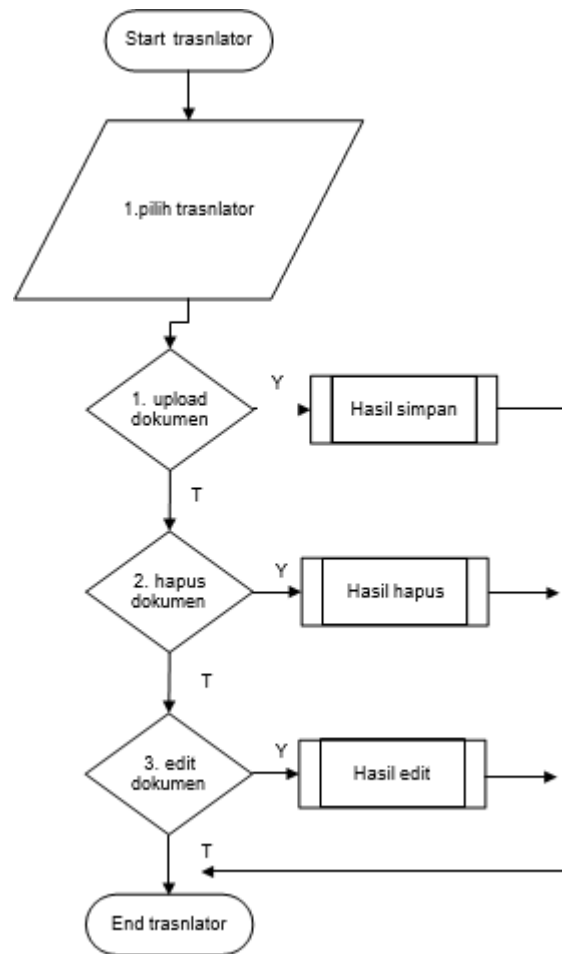 Start trasnlator
1.pilih trasnlator
1. upload
dokumen
Y
Hasil simpan
T
2. hapus
dokumen
Y
Hasil hapus
T
3. edit
dokumen
Y
Hasil edit
T
End trasnlator